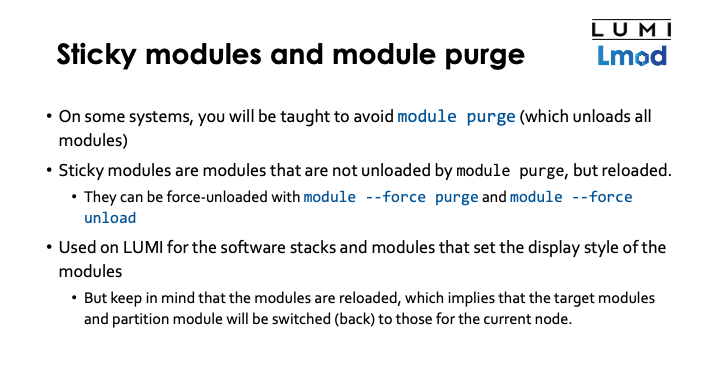 LUMI
Lmod
Sticky modules and module purge
• On some systems, you will be taught to avoid module purge (which unloads all
modules)
• Sticky modules are modules that are not unloaded by module purge, but reloaded.
• They can be force-unloaded with module --force purge and module --force
unload
• Used on LUMI for the software stacks and modules that set the display style of the
modules
• But keep in mind that the modules are reloaded, which implies that the target modules
and partition module will be switched (back) to those for the current node.